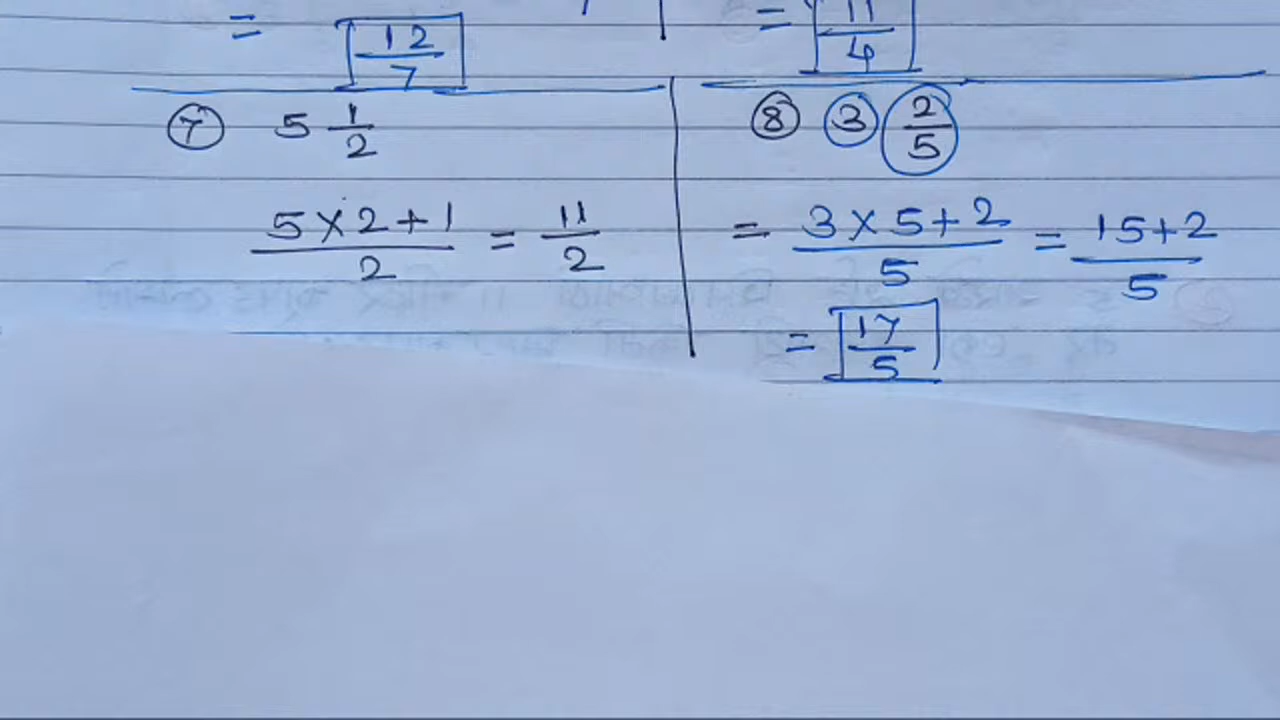 = 12/7
= 11/4
⑦ 5 1/2
(5×2+1)/2 = 11/2
⑧ 3 2/5
= (3×5+2)/5 = (15+2)/5
= 17/5